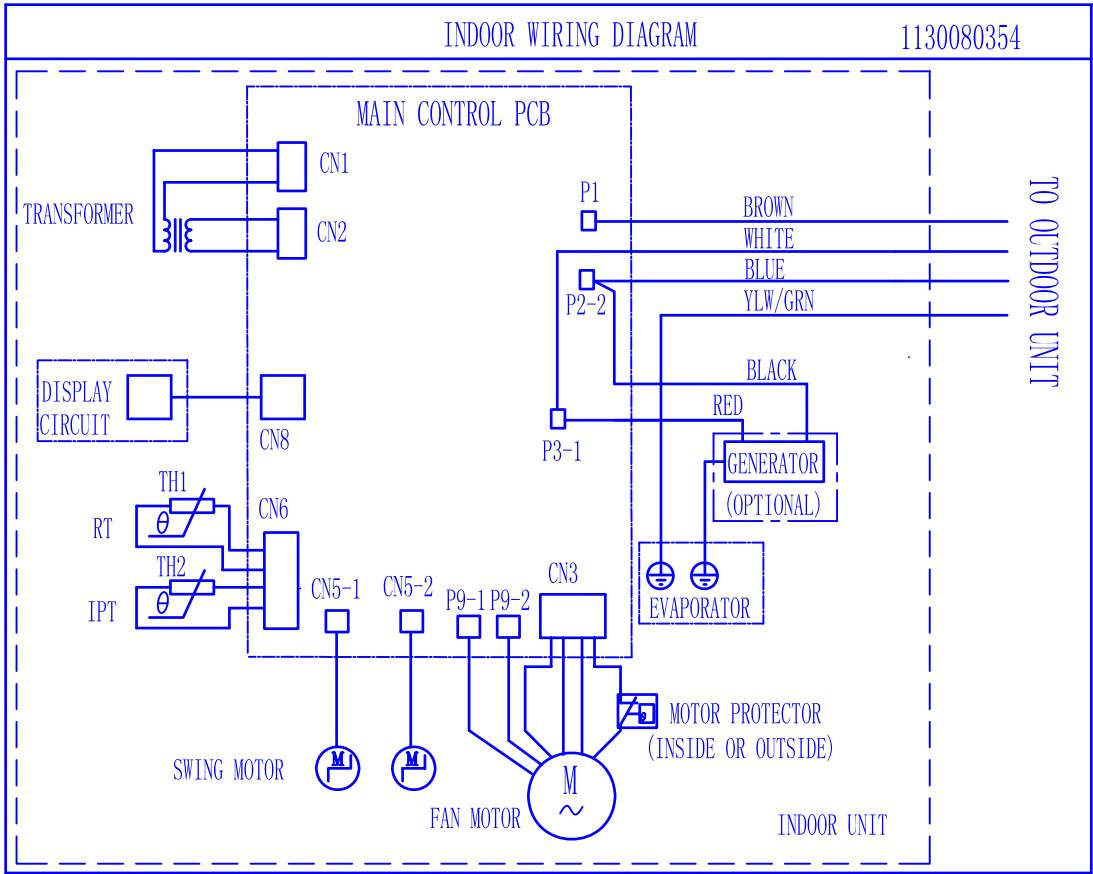 INDOOR WIRING DIAGRAM
1130080354
MAIN CONTROL PCB
CN1
TRANSFORMER
CN2
P1
BROWN
WHITE
BLUE
P2-2
YLW/GRN
TO OUTDOOR UNIT
DISPLAY
CIRCUIT
CN8
BLACK
RED
P3-1
GENERATOR
(OPTIONAL)
TH1
θ
RT
CN6
TH2
θ
IPT
CN5-1
CN5-2
P9-1
P9-2
CN3
EVAPORATOR
MOTOR PROTECTOR
(INSIDE OR OUTSIDE)
SWING MOTOR
M
M
M
FAN MOTOR
INDOOR UNIT